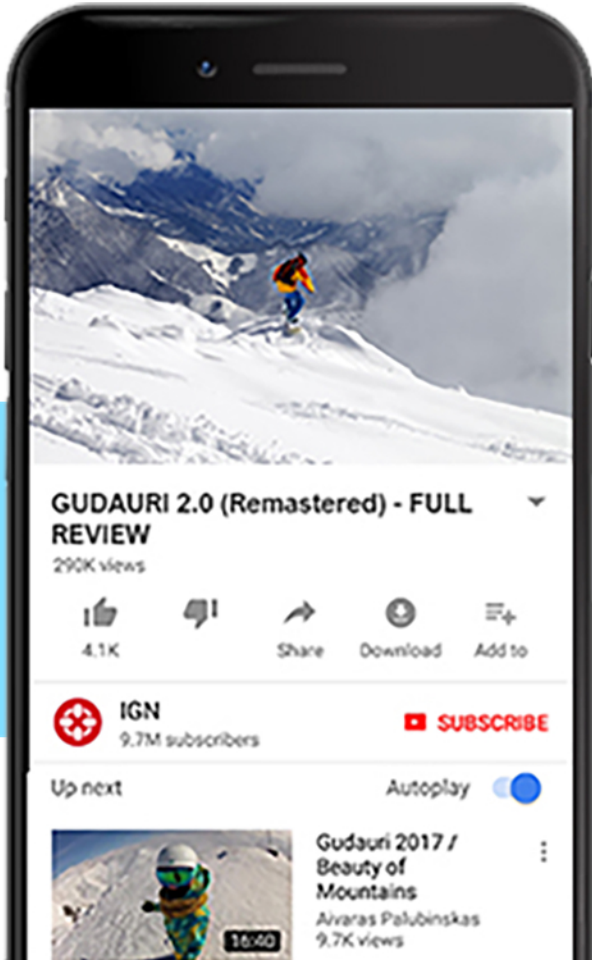 GUDAURI 2.0 (Remastered) - FULL
REVIEW
290K views
4.1K
Share
Download
Add to
IGN
9.7M subscribers
SUBSCRIBE
Up next
Autoplay
Gudauri 2017 /
Beauty of
Mountains
Aivaras Palubinskas
9.7K views
16:40